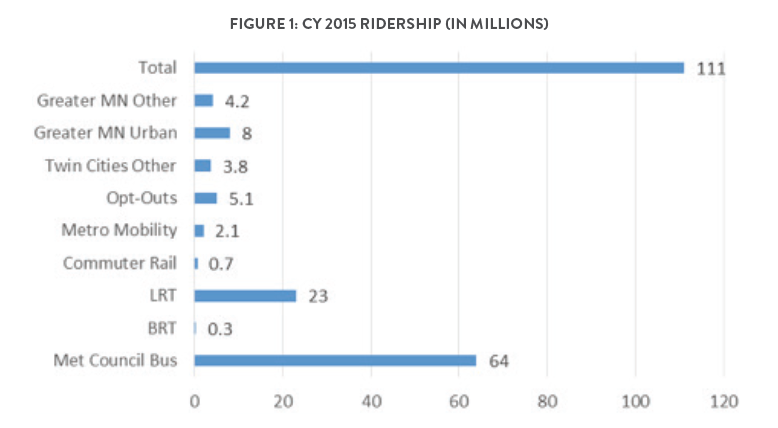 FIGURE 1: CY 2015 RIDERSHIP (IN MILLIONS)
Total 111
Greater MN Other 4.2
Greater MN Urban 8
Twin Cities Other 3.8
Opt-Outs 5.1
Metro Mobility 2.1
Commuter Rail 0.7
LRT 23
BRT 0.3
Met Council Bus 64
0 20 40 60 80 100 120